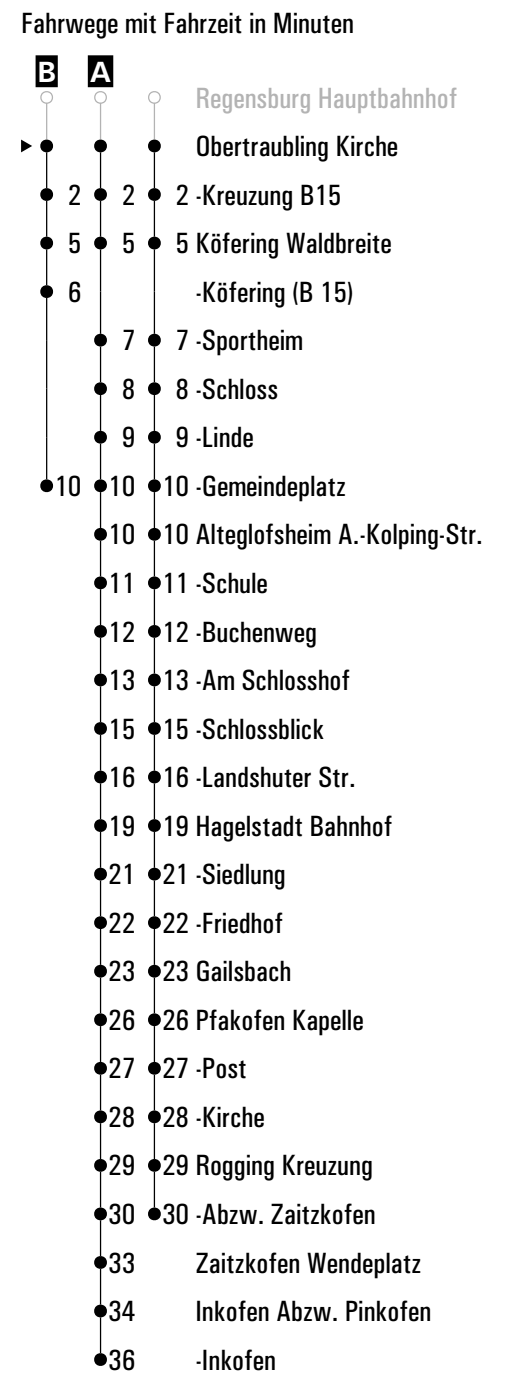 Fahrwege mit Fahrzeit in Minuten
B A
Regensburg Hauptbahnhof
Obertraubling Kirche
2 2 2 -Kreuzung B15
5 5 5 Köfering Waldbreite
6 -Köfering (B 15)
7 7 -Sportheim
8 8 -Schloss
9 9 -Linde
10 10 10 -Gemeindeplatz
10 10 Alteglofsheim A.-Kolping-Str.
11 11 -Schule
12 12 -Buchenweg
13 13 -Am Schlosshof
15 15 -Schlossblick
16 16 -Landshuter Str.
19 19 Hagelstadt Bahnhof
21 21 -Siedlung
22 22 -Friedhof
23 23 Gailsbach
26 26 Pfakofen Kapelle
27 27 -Post
28 28 -Kirche
29 29 Rogging Kreuzung
30 30 -Abzw. Zaitzkofen
33 Zaitzkofen Wendeplatz
34 Inkofen Abzw. Pinkofen
36 -Inkofen